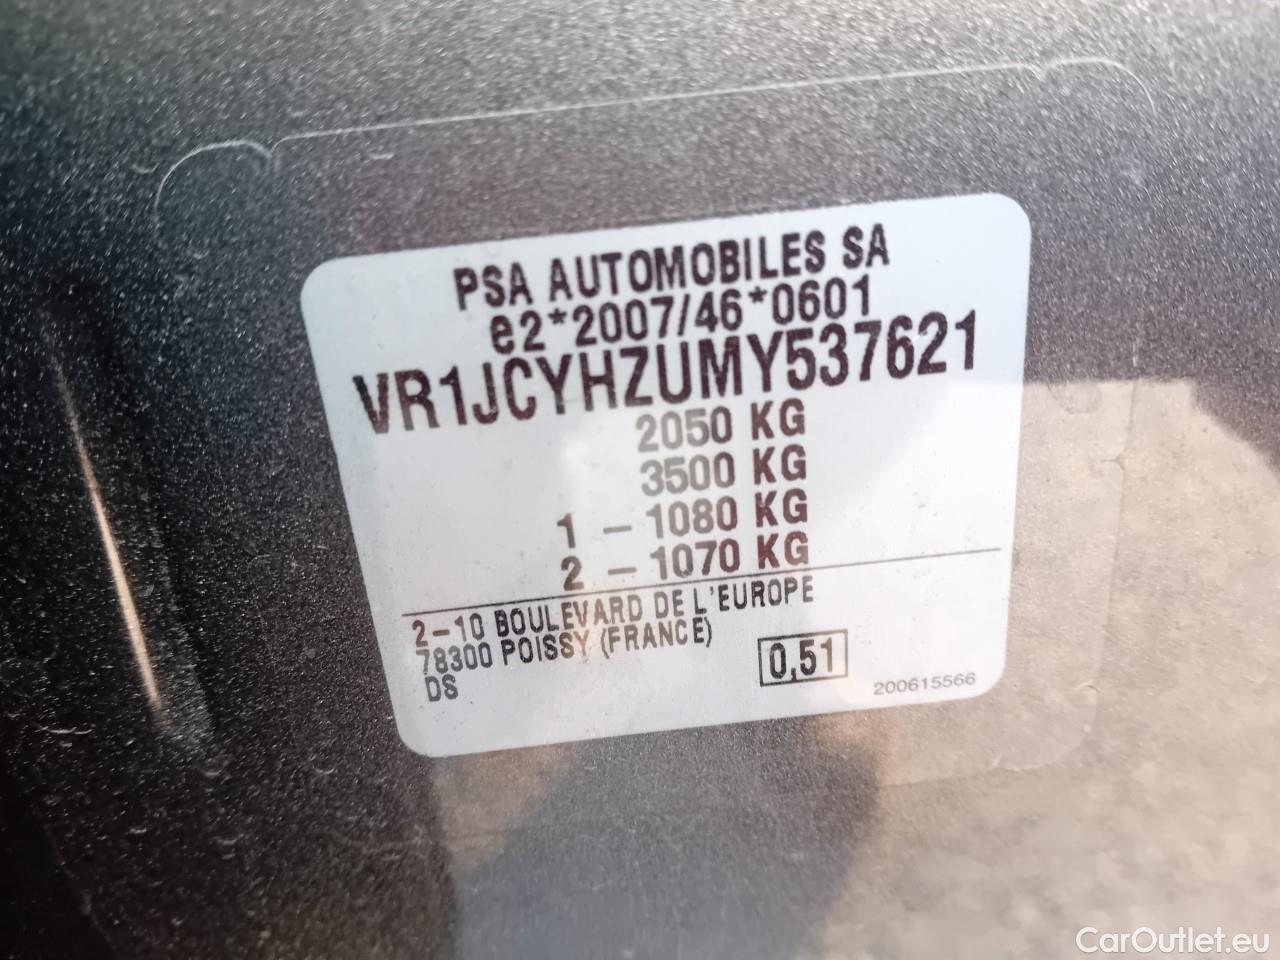 PSA AUTOMOBILES SA
e2*2007/46*0601
VR1JCYHZUMY537621
2050 KG
3500 KG
1 - 1080 KG
2 - 1070 KG
2-10 BOULEVARD DE L'EUROPE
78300 POISSY (FRANCE)
DS
0,51
200615566
CarOutlet.eu